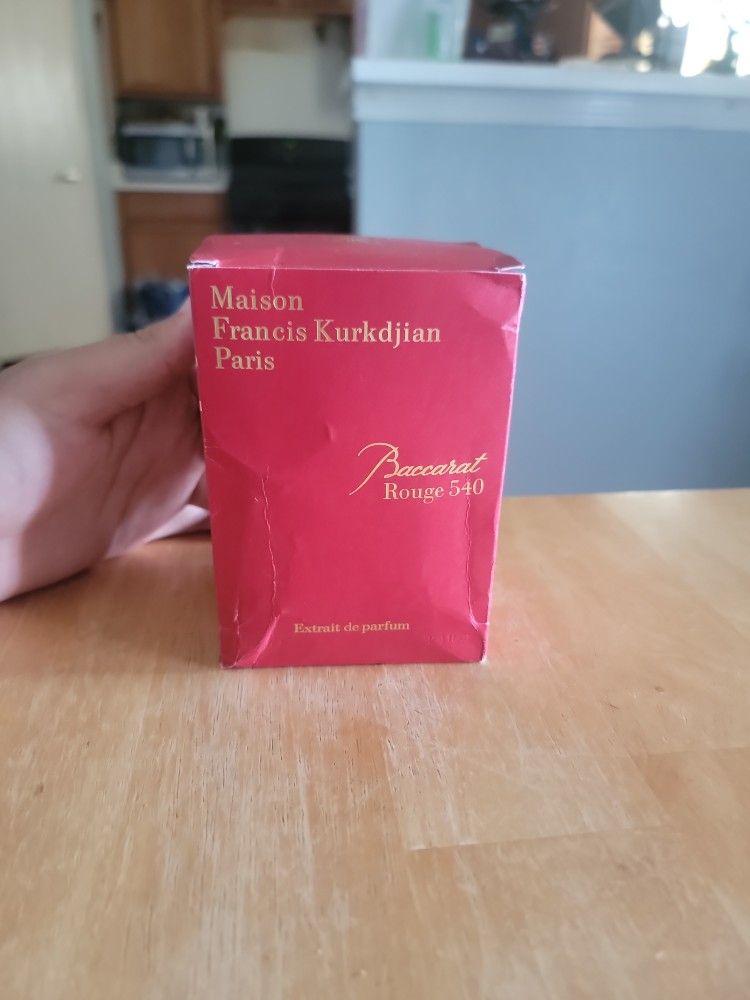 Maison
Francis Kurkdjian
Paris
Baccarat
Rouge 540
Extrait de parfum